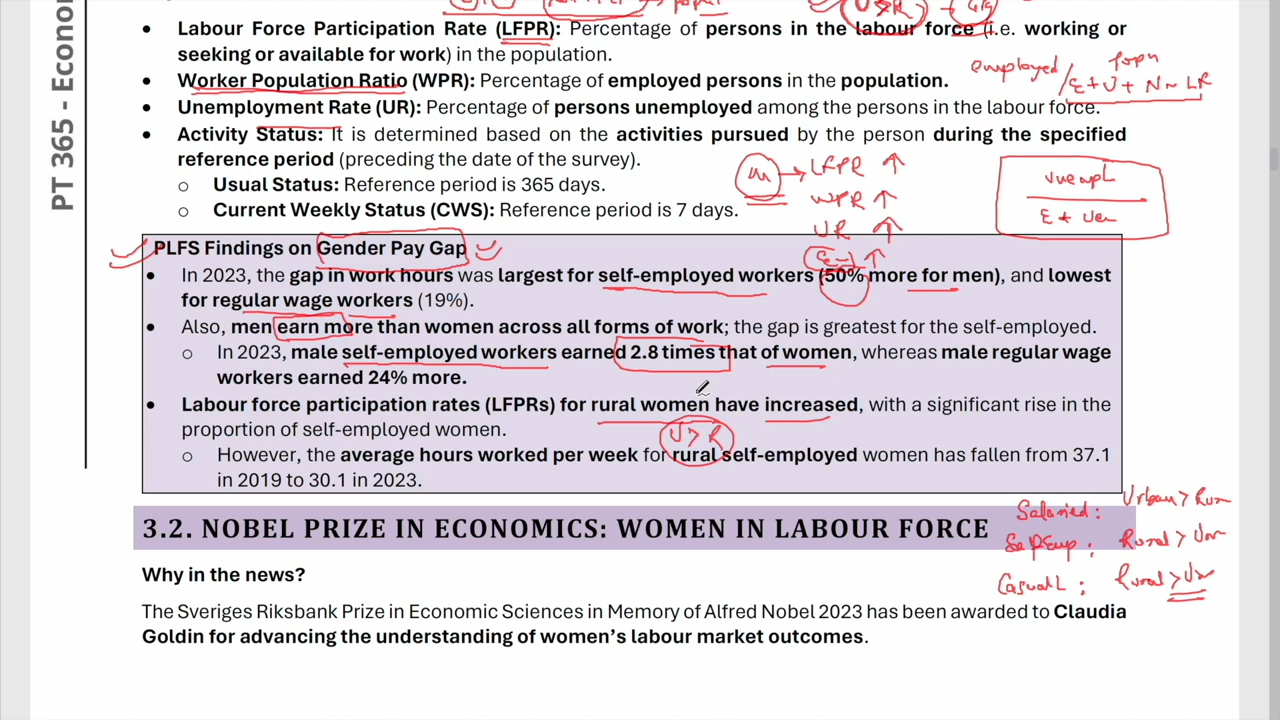 PT 365 - Econo
Labour Force Participation Rate (LFPR): Percentage of persons in the labour force (i.e. working or
seeking or available for work) in the population.
employed popn
Worker Population Ratio (WPR): Percentage of employed persons in the population.
Unemployment Rate (UR): Percentage of persons unemployed among the persons in the labour force.
Activity Status: It is determined based on the activities pursued by the person during the specified
reference period (preceding the date of the survey).
M → LFPR ↑
Usual Status: Reference period is 365 days.
WPR ↑
Current Weekly Status (CWS): Reference period is 7 days.
UR ↑
PLFS Findings on Gender Pay Gap
In 2023, the gap in work hours was largest for self-employed workers (50% more for men), and lowest
for regular wage workers (19%).
Also, men earn more than women across all forms of work; the gap is greatest for the self-employed.
In 2023, male self-employed workers earned 2.8 times that of women, whereas male regular wage
workers earned 24% more.
Labour force participation rates (LFPRs) for rural women have increased, with a significant rise in the
proportion of self-employed women.
U > R
However, the average hours worked per week for rural self-employed women has fallen from 37.1
in 2019 to 30.1 in 2023.
Salaried: Urban >
3.2. NOBEL PRIZE IN ECONOMICS: WOMEN IN LABOUR FORCE
Rural >
Why in the news?
Casual L: Rural >
The Sveriges Riksbank Prize in Economic Sciences in Memory of Alfred Nobel 2023 has been awarded to Claudia
Goldin for advancing the understanding of women's labour market outcomes.